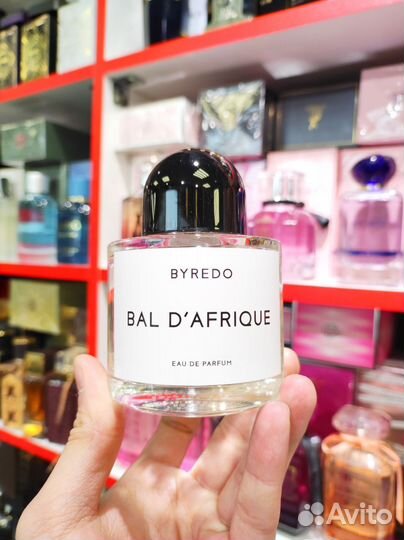 BYREDO
BAL D'AFRIQUE
EAU DE PARFUM
Avito